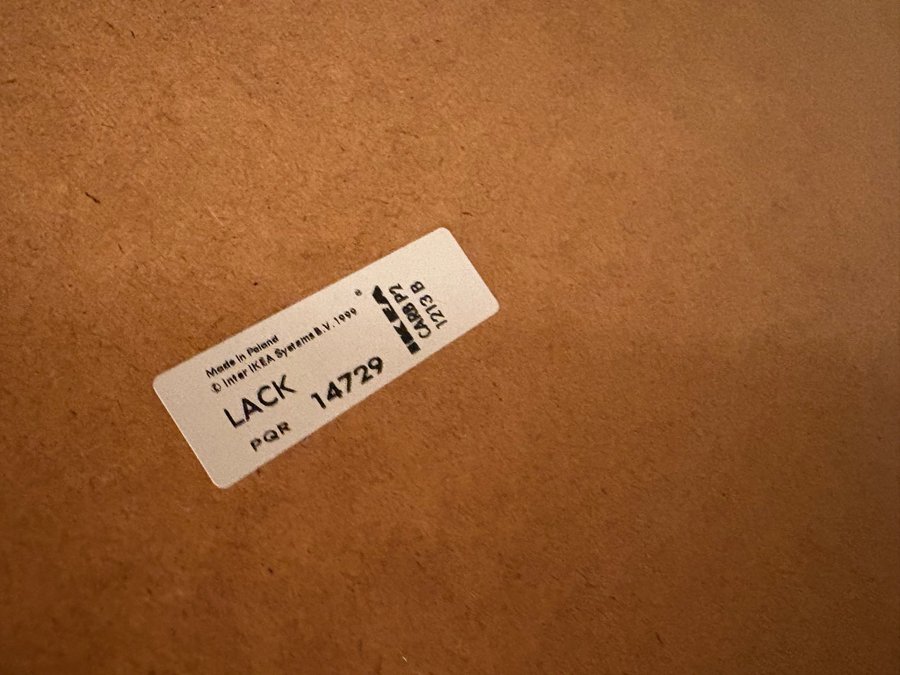 Made in Poland
© Inter IKEA Systems B.V. 1999
LACK
PQR 14729
IKEA ®
CARB P2
1213 B